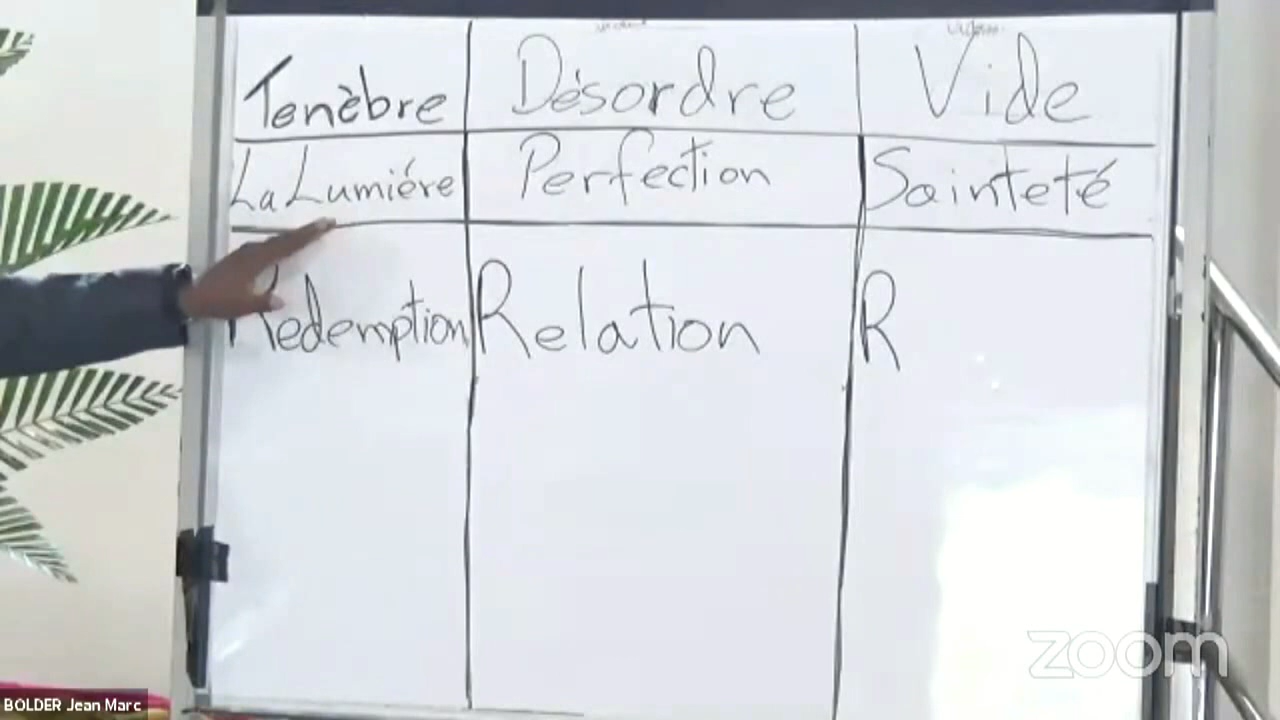 Tenèbre Désordre Vide
La Lumiére Perfection Sainteté
Redemption Relation R
zoom
BOLDER Jean Marc